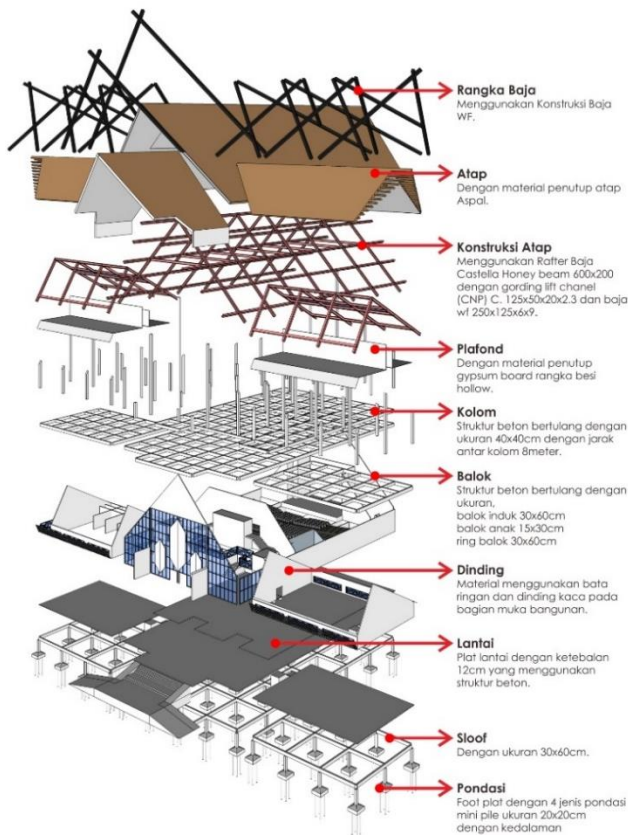 Rangka Baja
Menggunakan Konstruksi Baja
WF.
Atap
Dengan material penutup atap
Aspal.
Konstruksi Atap
Menggunakan Rafter Baja
Castella Honey beam 600x200
dengan gording lift chanel
(CNP) C. 125x50x20x2.3 dan baja
wf 250x125x6x9.
Plafond
Dengan material penutup
gypsum board rangka besi
hollow.
Kolom
Struktur beton bertulang dengan
ukuran 40x40cm dengan jarak
antar kolom 8meter.
Balok
Struktur beton bertulang dengan
ukuran,
balok induk 30x60cm
balok anak 15x30cm
ring balok 30x60cm
Dinding
Material menggunakan bata
ringan dan dinding kaca pada
bagian muka bangunan.
Lantai
Plat lantai dengan ketebalan
12cm yang menggunakan
struktur beton.
Sloof
Dengan ukuran 30x60cm.
Pondasi
Foot plat dengan 4 jenis pondasi
mini pile ukuran 20x20cm
dengan kedalaman